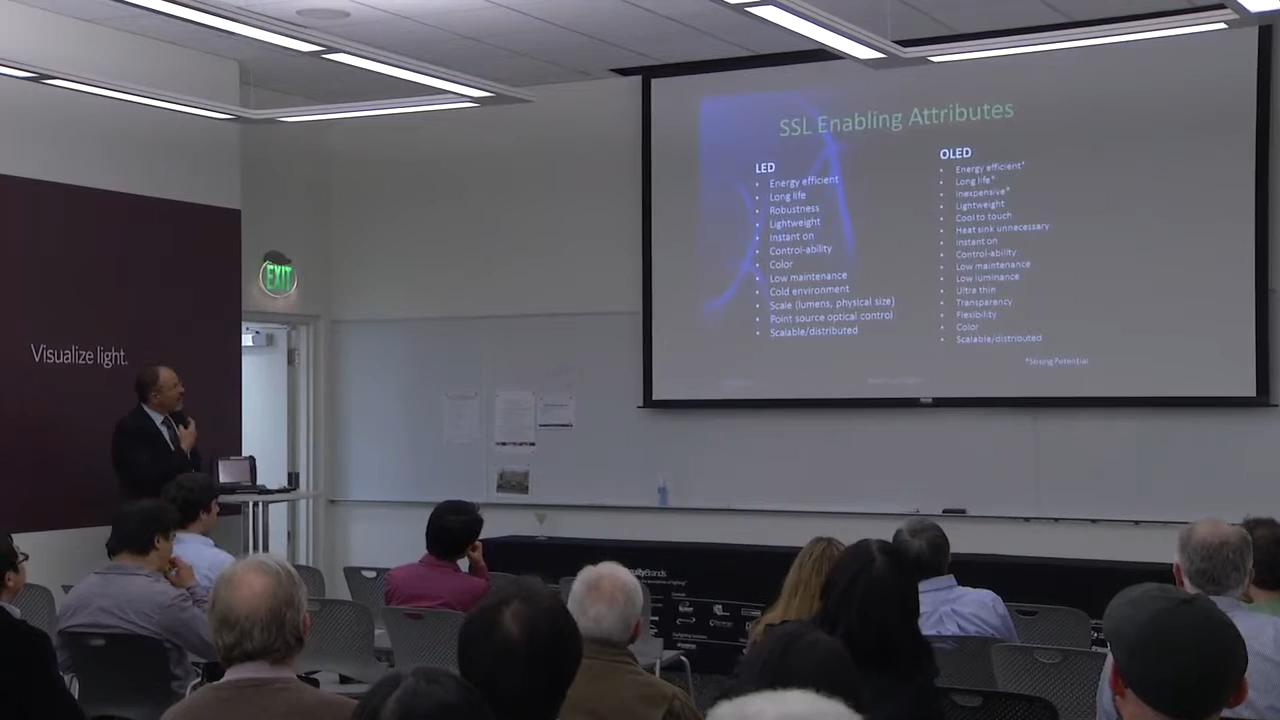 SSL Enabling Attributes
LED
• Energy efficient
• Long life
• Robustness
• Lightweight
• Instant on
• Control-ability
• Color
• Low maintenance
• Cold environment
• Scale (lumens, physical size)
• Point source optical control
• Scalable/distributed
OLED
• Energy efficient*
• Long life*
• Inexpensive*
• Lightweight
• Cool to touch
• Heat sink unnecessary
• Instant on
• Control-ability
• Low maintenance
• Low luminance
• Ultra thin
• Transparency
• Flexibility
• Color
• Scalable/distributed
*Strong Potential
EXIT
Visualize light.
uityBrands